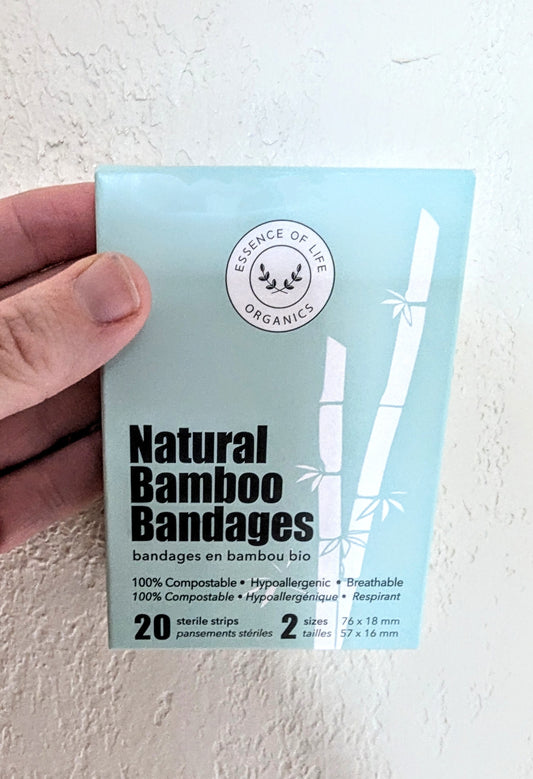 ESSENCE OF LIFE
ORGANICS
Natural
Bamboo
Bandages
bandages en bambou bio
100% Compostable • Hypoallergenic • Breathable
100% Compostable • Hypoallergénique • Respirant
20 sterile strips 2 sizes 76 x 18 mm
pansements stériles tailles 57 x 16 mm